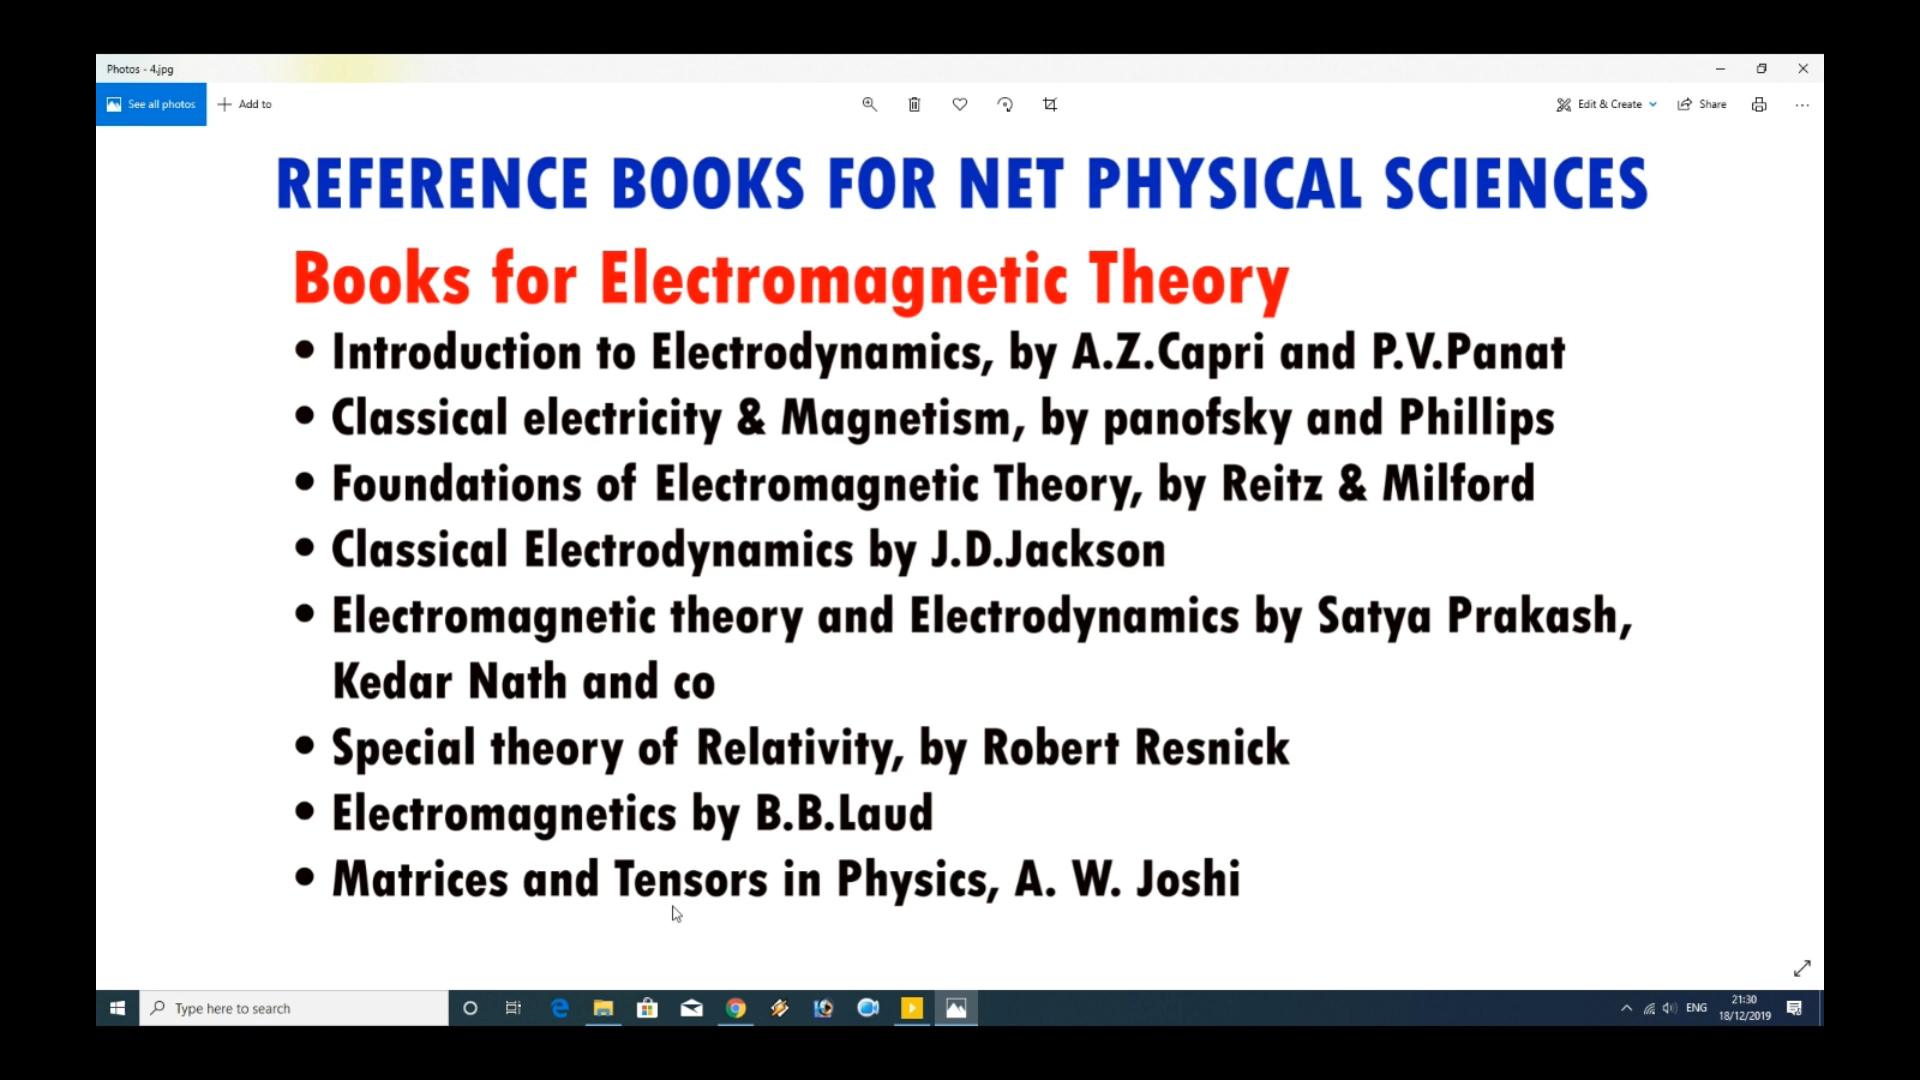 Photos - 4.jpg
See all photos
Add to
Edit & Create
Share
REFERENCE BOOKS FOR NET PHYSICAL SCIENCES
Books for Electromagnetic Theory
• Introduction to Electrodynamics, by A.Z.Capri and P.V.Panat
• Classical electricity & Magnetism, by panofsky and Phillips
• Foundations of Electromagnetic Theory, by Reitz & Milford
• Classical Electrodynamics by J.D.Jackson
• Electromagnetic theory and Electrodynamics by Satya Prakash,
Kedar Nath and co
• Special theory of Relativity, by Robert Resnick
• Electromagnetics by B.B.Laud
• Matrices and Tensors in Physics, A. W. Joshi
Type here to search
ENG
21:30
18/12/2019